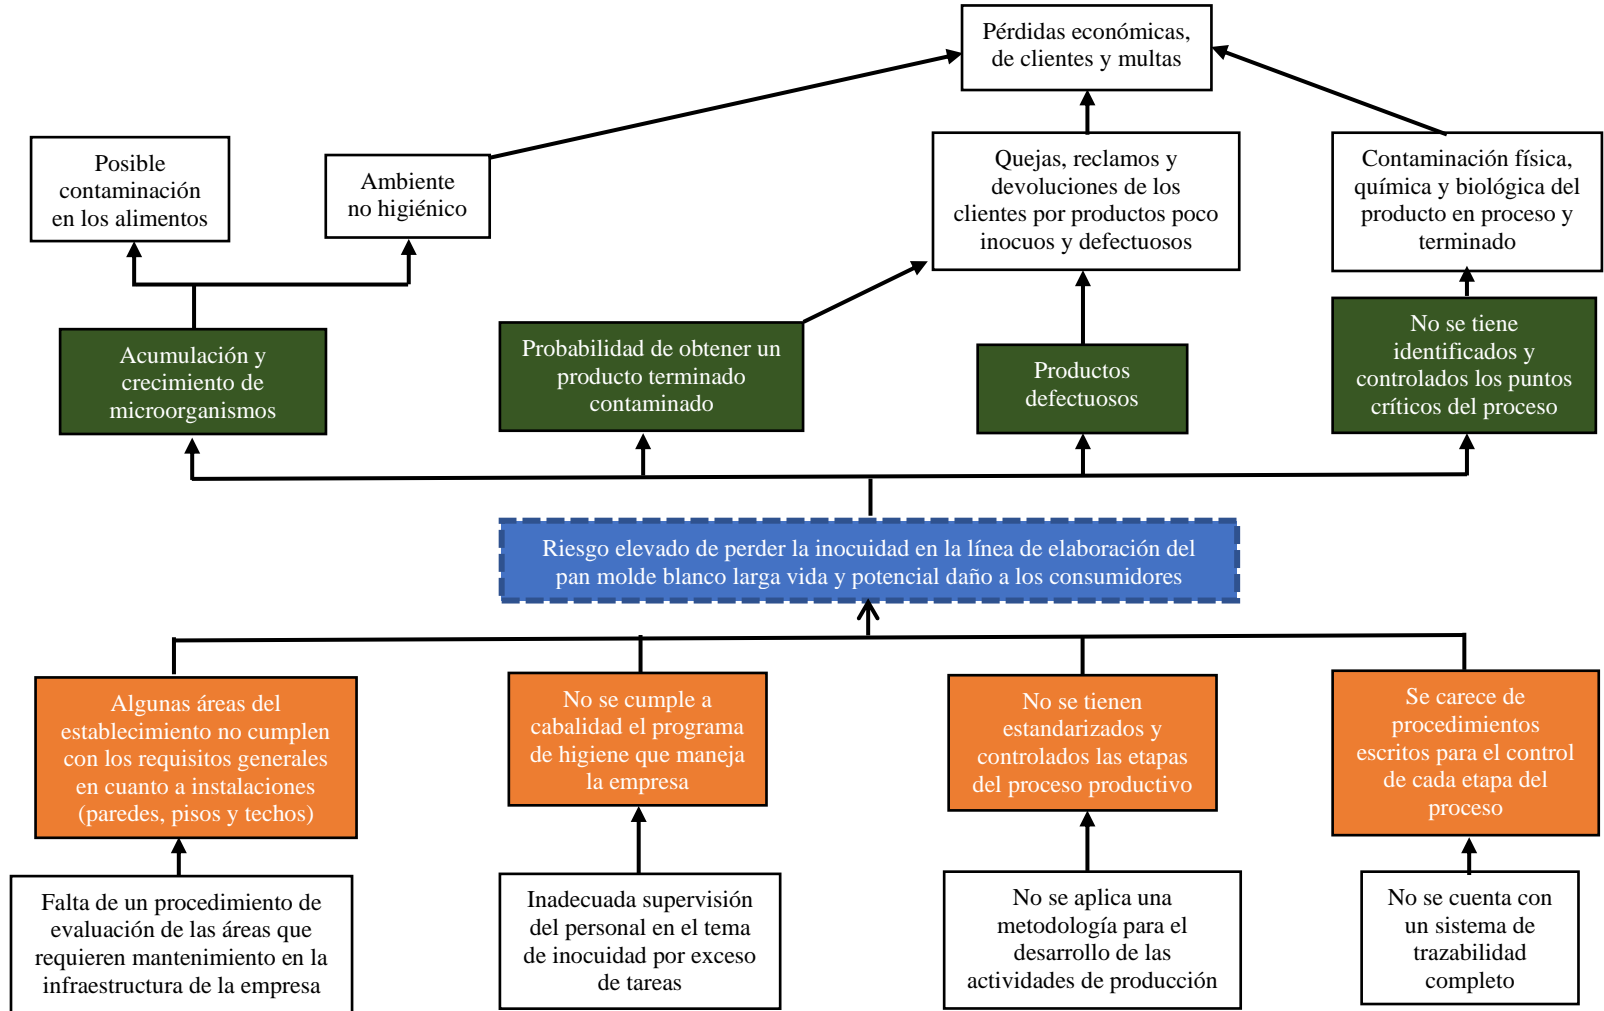 Pérdidas económicas,
de clientes y multas
Posible
contaminación
en los alimentos
Ambiente
no higiénico
Quejas, reclamos y
devoluciones de los
clientes por productos poco
inocuos y defectuosos
Contaminación física,
química y biológica del
producto en proceso y
terminado
Acumulación y
crecimiento de
microorganismos
Probabilidad de obtener un
producto terminado
contaminado
Productos
defectuosos
No se tiene
identificados y
controlados los puntos
críticos del proceso
Riesgo elevado de perder la inocuidad en la línea de elaboración del
pan molde blanco larga vida y potencial daño a los consumidores
Algunas áreas del
establecimiento no cumplen
con los requisitos generales
en cuanto a instalaciones
(paredes, pisos y techos)
No se cumple a
cabalidad el programa
de higiene que maneja
la empresa
No se tienen
estandarizados y
controlados las etapas
del proceso productivo
Se carece de
procedimientos
escritos para el control
de cada etapa del
proceso
Falta de un procedimiento de
evaluación de las áreas que
requieren mantenimiento en la
infraestructura de la empresa
Inadecuada supervisión
del personal en el tema
de inocuidad por exceso
de tareas
No se aplica una
metodología para el
desarrollo de las
actividades de producción
No se cuenta con
un sistema de
trazabilidad
completo